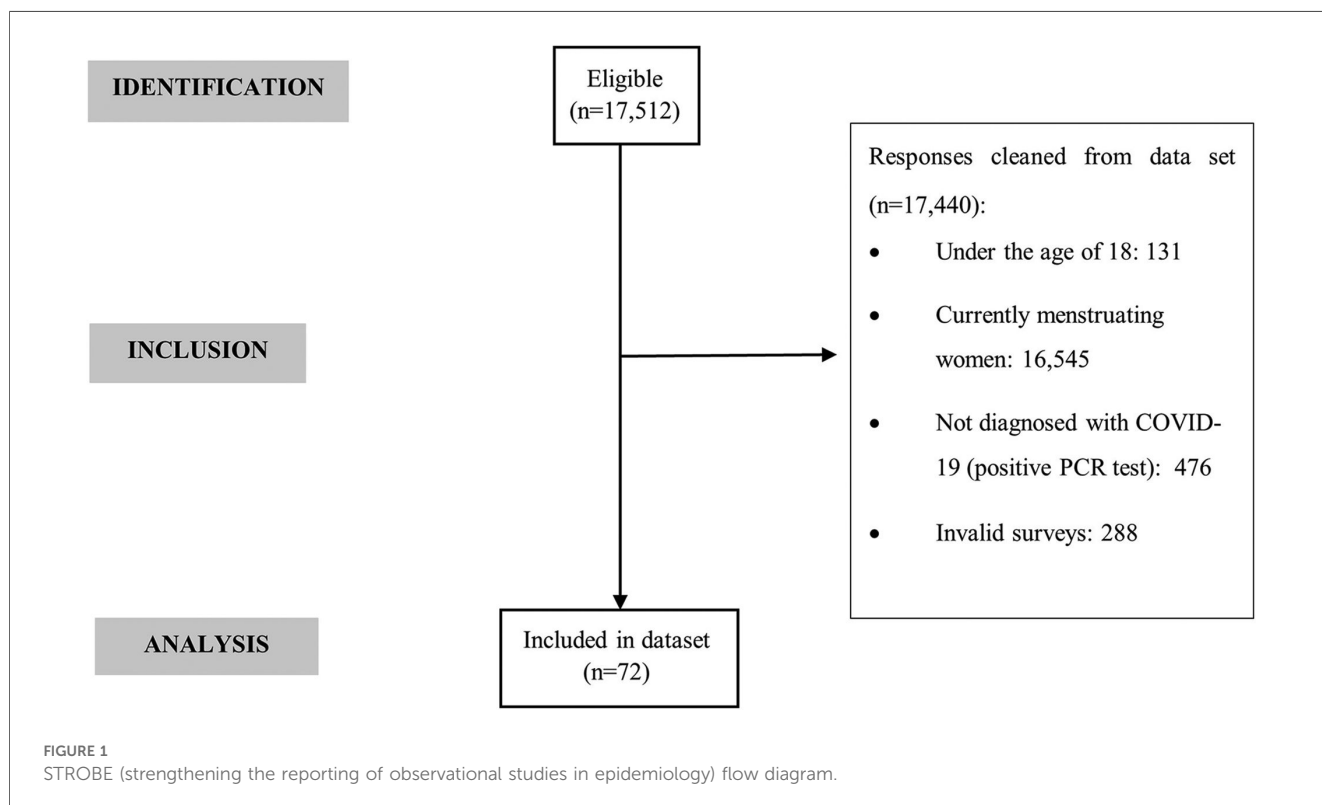 IDENTIFICATION
Eligible
(n=17,512)
Responses cleaned from data set
(n=17,440):
• Under the age of 18: 131
• Currently menstruating
women: 16,545
• Not diagnosed with COVID-
19 (positive PCR test): 476
• Invalid surveys: 288
INCLUSION
ANALYSIS
Included in dataset
(n=72)
FIGURE 1
STROBE (strengthening the reporting of observational studies in epidemiology) flow diagram.